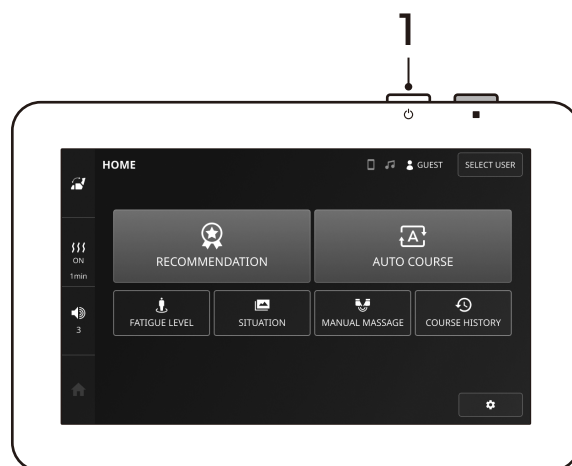 1
HOME
GUEST
SELECT USER
ON
1min
3
RECOMMENDATION
A
AUTO COURSE
FATIGUE LEVEL
SITUATION
MANUAL MASSAGE
COURSE HISTORY